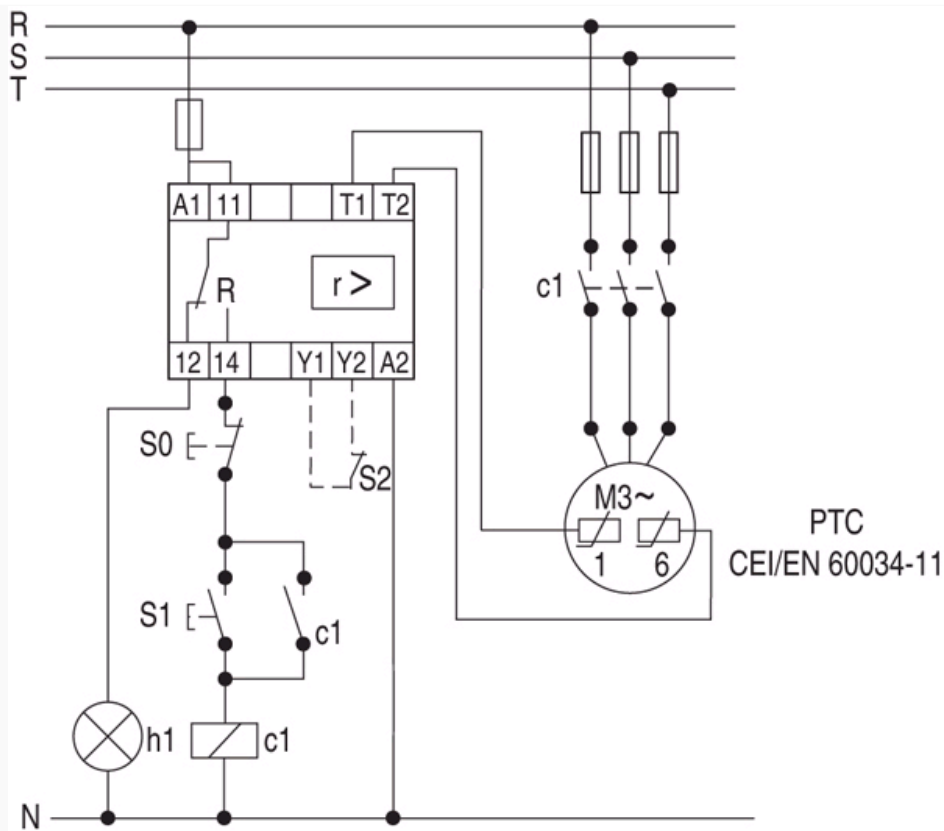 R
S
T
A1 11 T1 T2
c1
R r>
12 14 Y1 Y2 A2
S0
S2
M3~
1 6
PTC
CEI/EN 60034-11
S1
c1
h1
c1
N